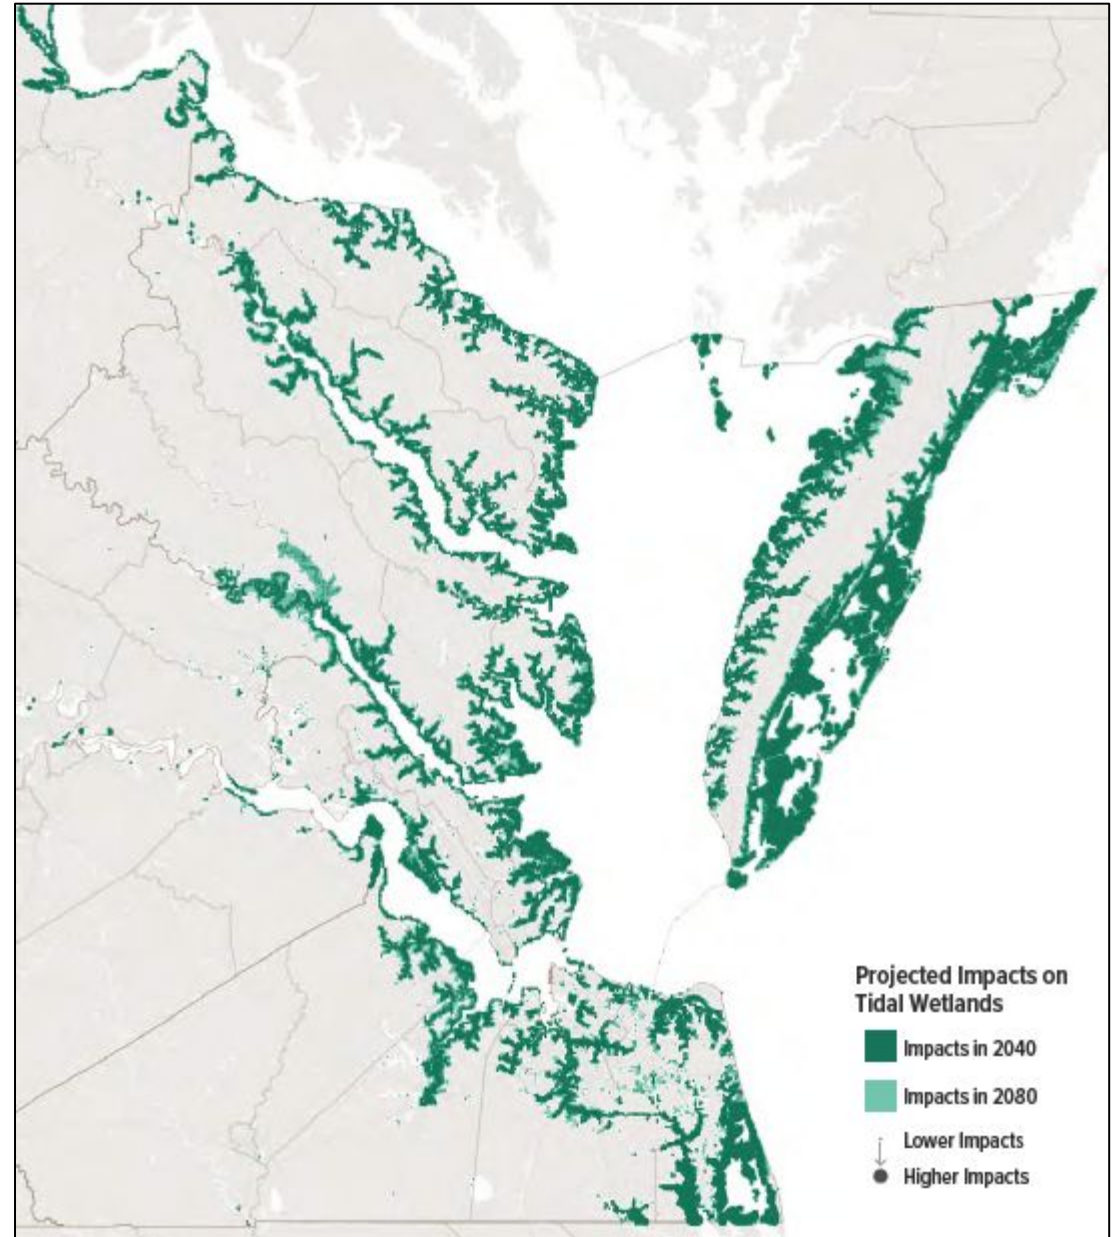 Projected Impacts on
Tidal Wetlands
Impacts in 2040
Impacts in 2080
Lower Impacts
Higher Impacts